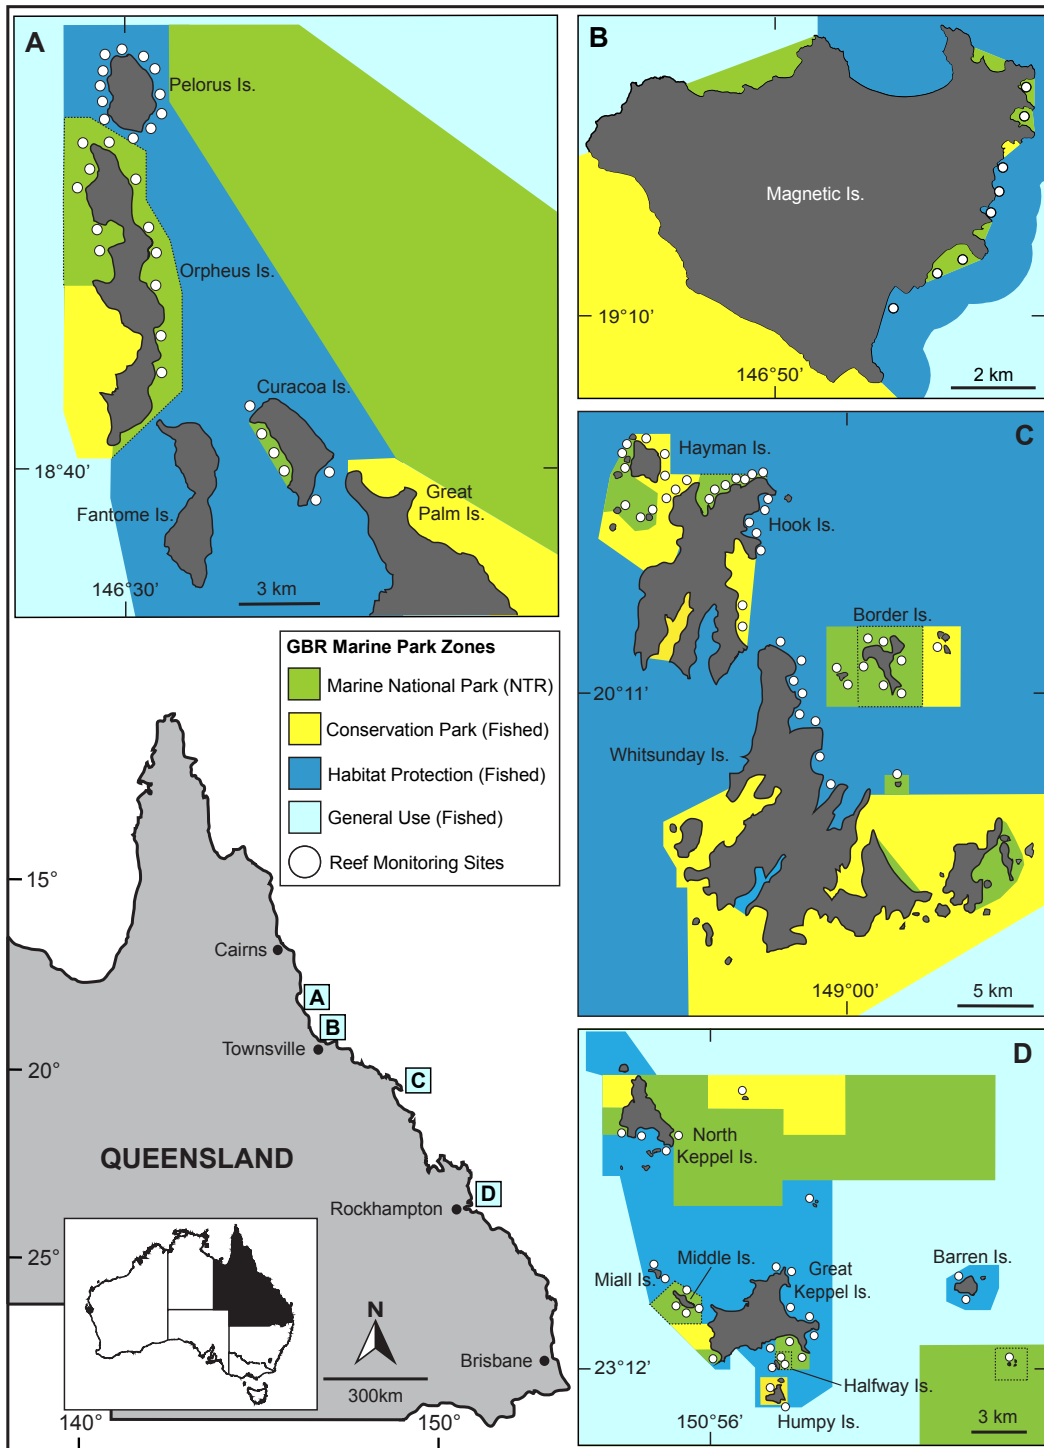 A
Pelorus Is.
Orpheus Is.
Curacoa Is.
18°40'
Fantome Is.
Great
Palm Is.
146°30'
3 km
B
Magnetic Is.
19°10'
146°50'
2 km
C
Hayman Is.
Hook Is.
Border Is.
20°11'
Whitsunday Is.
149°00'
5 km
GBR Marine Park Zones
Marine National Park (NTR)
Conservation Park (Fished)
Habitat Protection (Fished)
General Use (Fished)
Reef Monitoring Sites
15°
Cairns
A
B
Townsville
20°
C
QUEENSLAND
D
Rockhampton
25°
N
300km
Brisbane
140°
150°
D
North
Keppel Is.
Middle Is.
Miall Is.
Great
Keppel Is.
Barren Is.
23°12'
Halfway Is.
150°56'
Humpy Is.
3 km